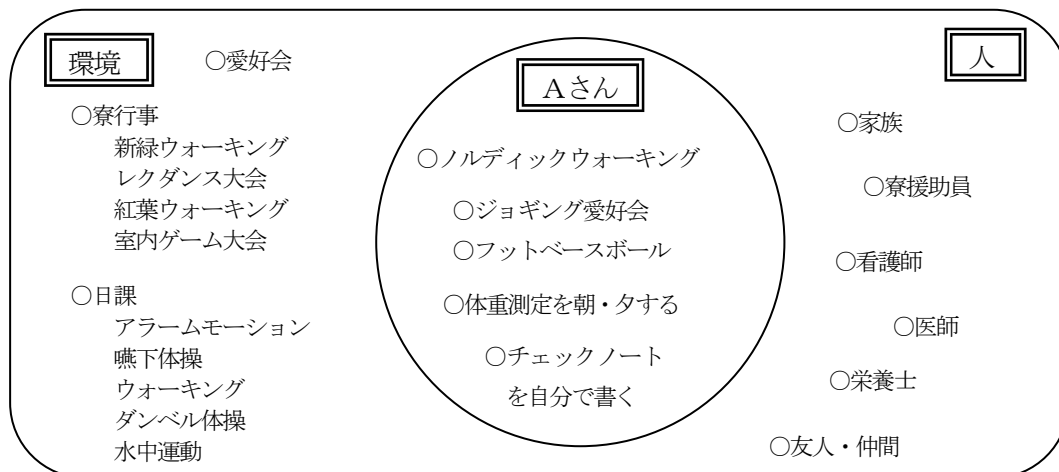 環境
○愛好会
○寮行事
新緑ウォーキング
レクダンス大会
紅葉ウォーキング
室内ゲーム大会
○日課
アラームモーション
嚥下体操
ウォーキング
ダンベル体操
水中運動
Aさん
○ノルディックウォーキング
○ジョギング愛好会
○フットベースボール
○体重測定を朝・夕する
○チェックノート
を自分で書く
人
○家族
○寮援助員
○看護師
○医師
○栄養士
○友人・仲間